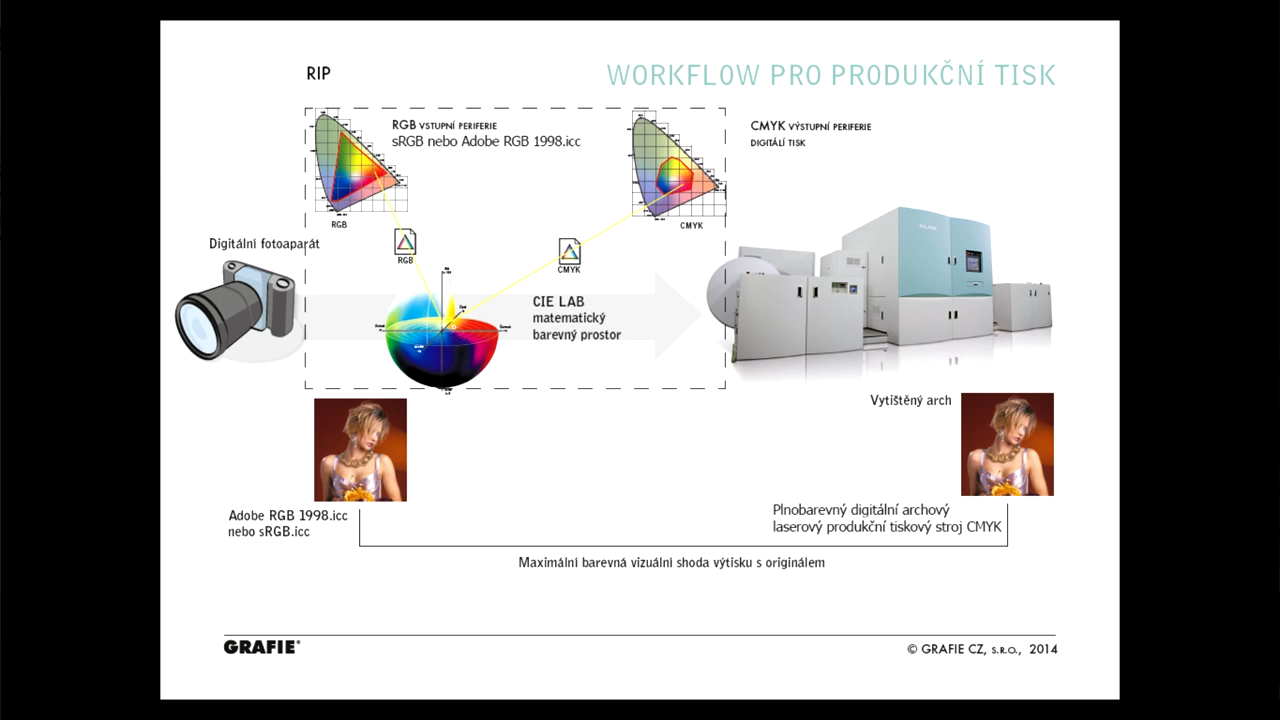 RIP
WORKFLOW PRO PRODUKČNÍ TISK
RGB VSTUPNÍ PERIFERIE
sRGB nebo Adobe RGB 1998.icc
CMYK VÝSTUPNÍ PERIFERIE
DIGITÁLÍ TISK
RGB
CMYK
Digitální fotoaparát
RGB
CMYK
CIE LAB
matematický
barevný prostor
Vytištěný arch
Adobe RGB 1998.icc
nebo sRGB.icc
Plnobarevný digitální archový
laserový produkční tiskový stroj CMYK
Maximální barevná vizuální shoda výtisku s originálem
GRAFIE®
© GRAFIE CZ, S.R.O., 2014